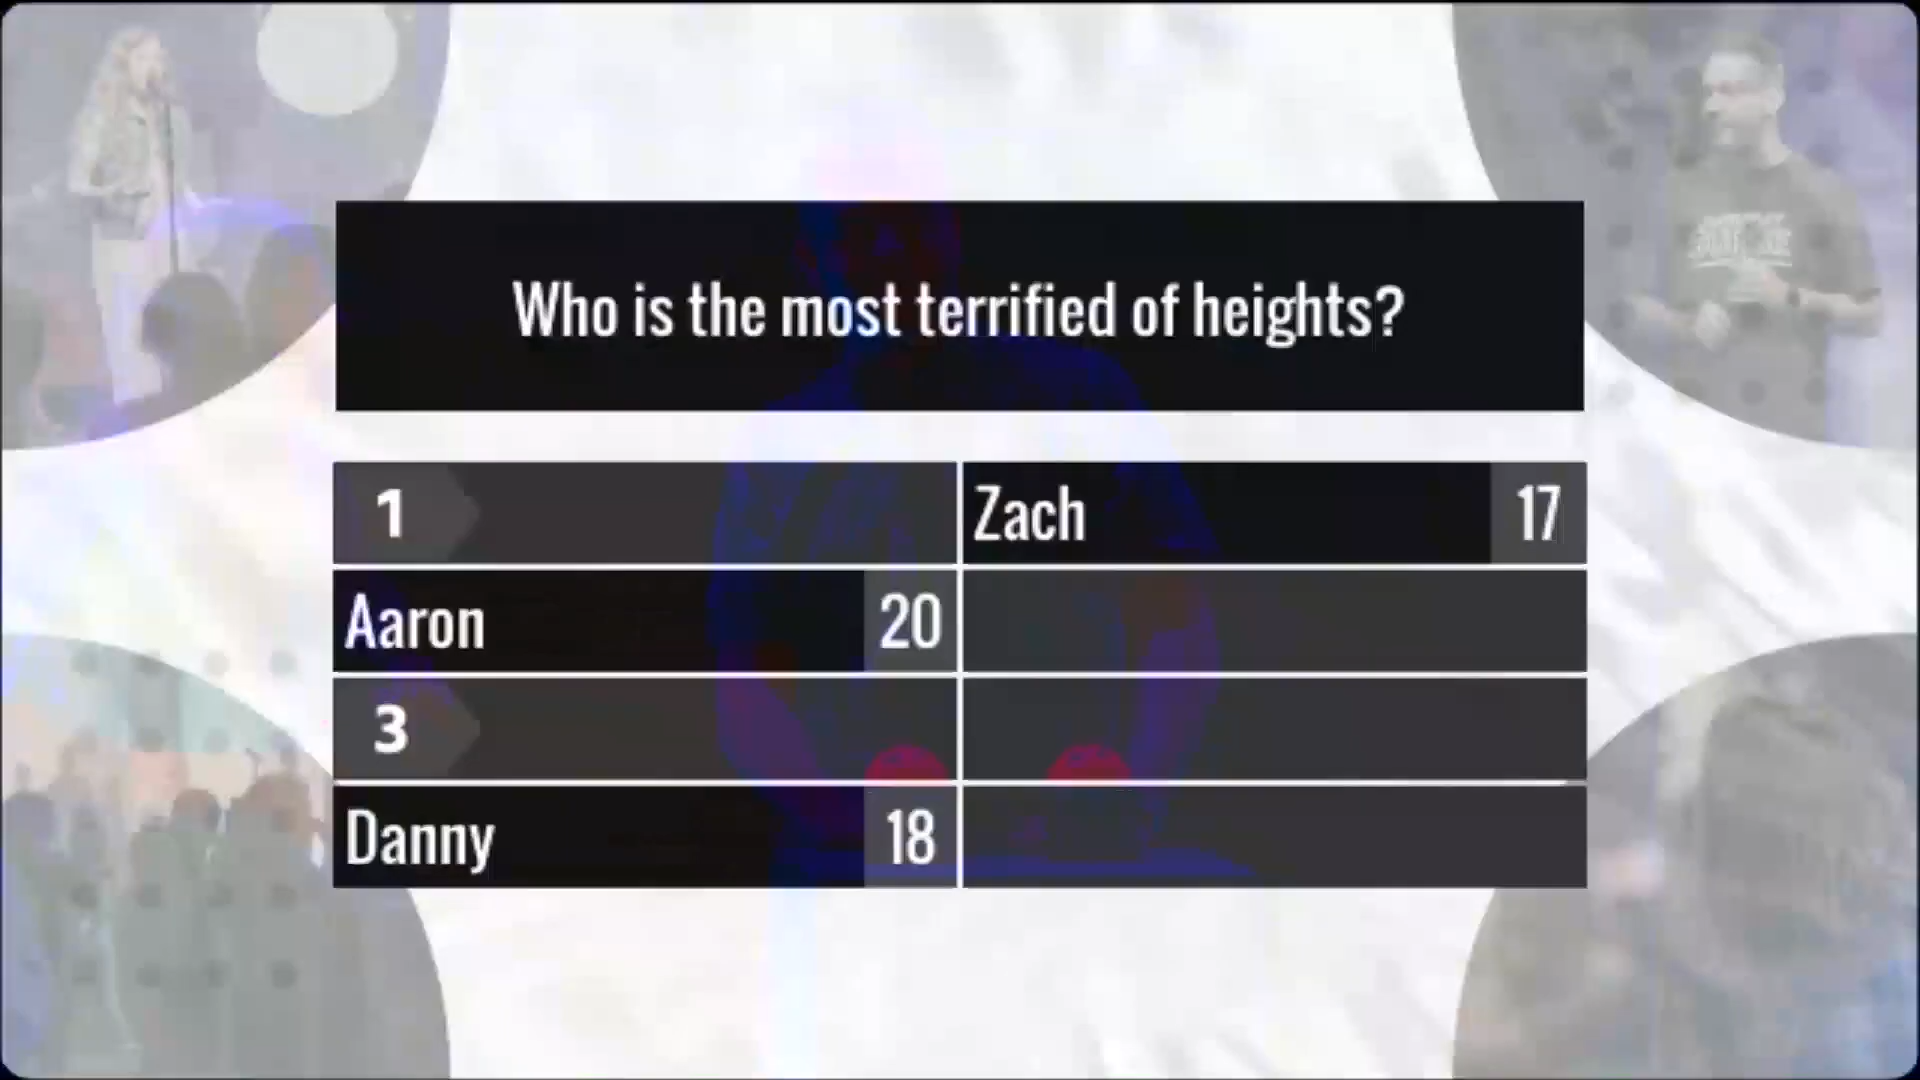 Who is the most terrified of heights?
1
Aaron 20
3
Danny 18
Zach 17